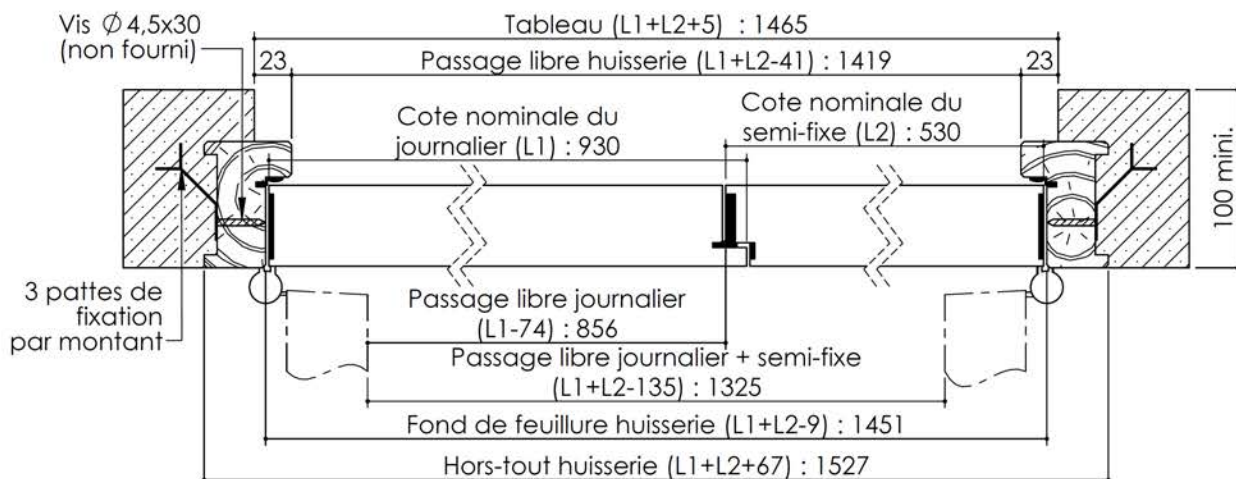 Vis Ø 4,5x30
(non fourni)
Tableau (L1+L2+5) : 1465
23
Passage libre huisserie (L1+L2-41) : 1419
23
Cote nominale du
journalier (L1) : 930
Cote nominale du
semi-fixe (L2) : 530
100 mini.
3 pattes de
fixation
par montant
Passage libre journalier
(L1-74) : 856
Passage libre journalier + semi-fixe
(L1+L2-135) : 1325
Fond de feuillure huisserie (L1+L2-9) : 1451
Hors-tout huisserie (L1+L2+67) : 1527